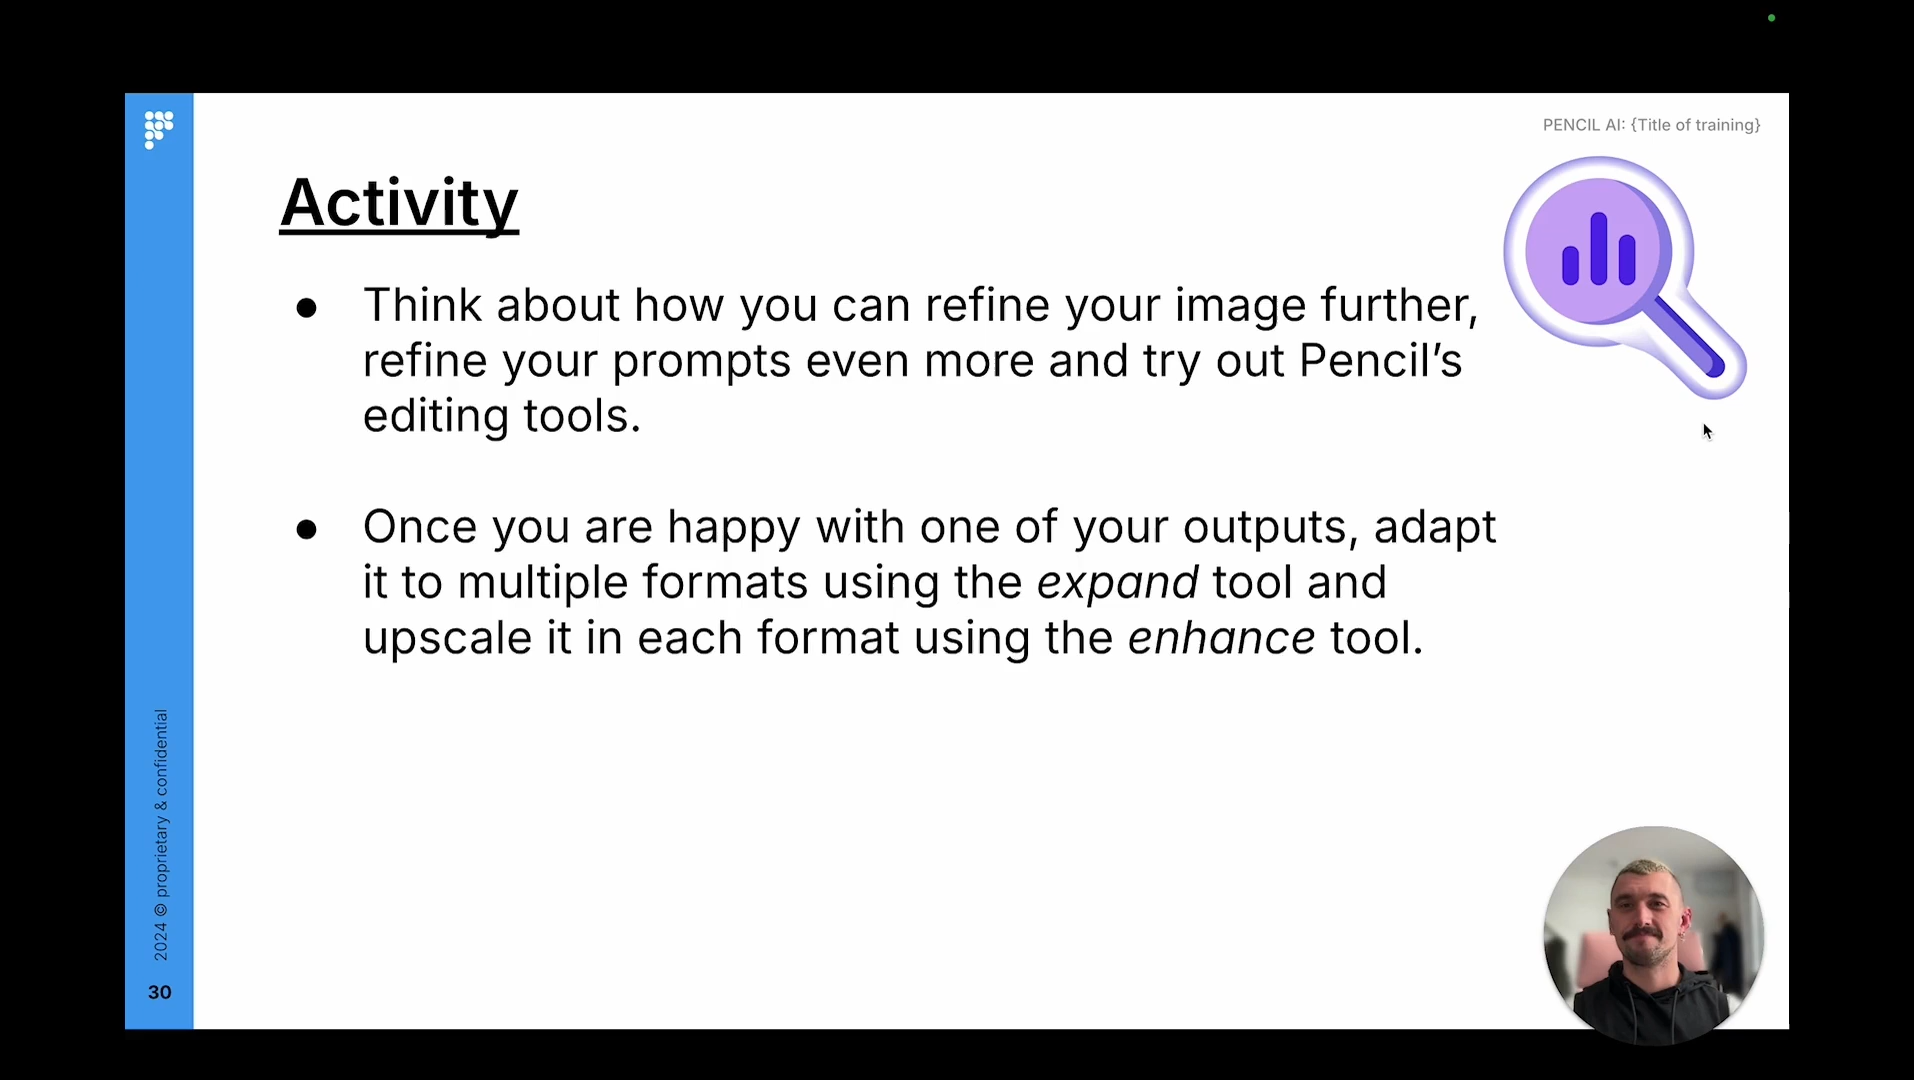 PENCIL AI: {Title of training}
Activity
● Think about how you can refine your image further,
refine your prompts even more and try out Pencil’s
editing tools.
● Once you are happy with one of your outputs, adapt
it to multiple formats using the expand tool and
upscale it in each format using the enhance tool.
2024 © proprietary & confidential
30